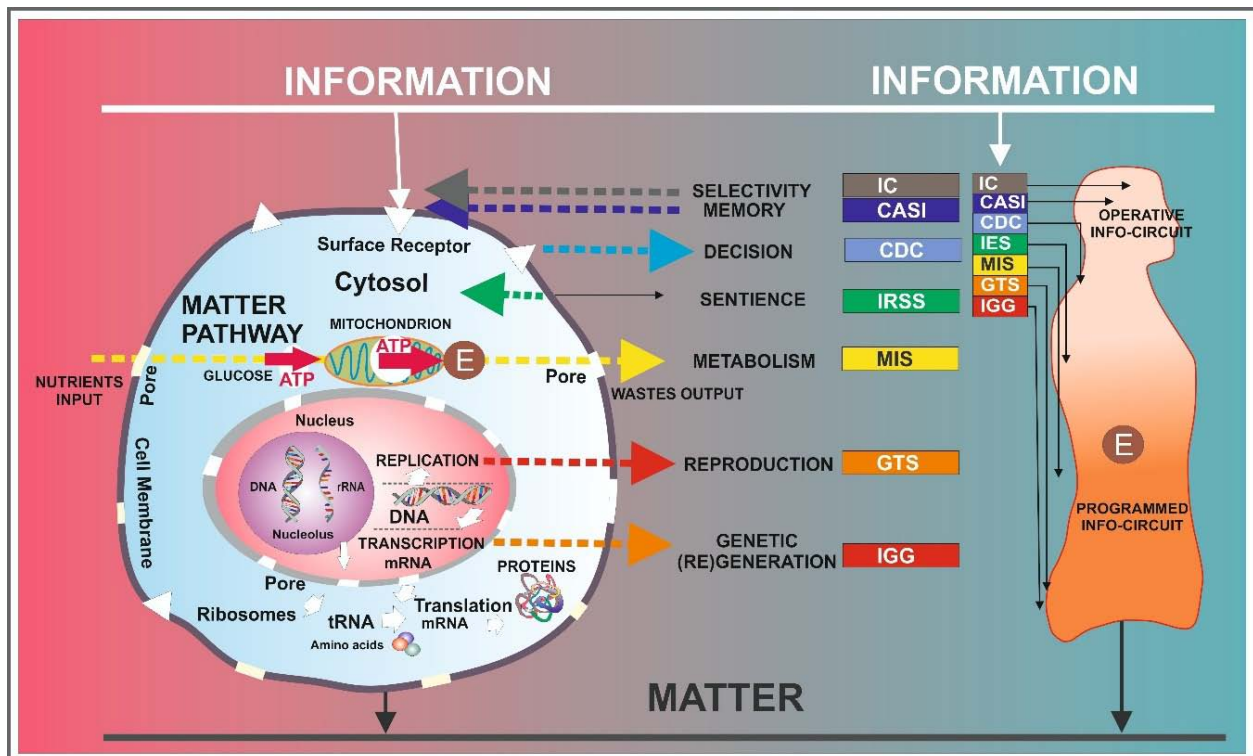 INFORMATION
INFORMATION
SELECTIVITY
MEMORY
IC
CASI
IC
CASI
CDC
IES
MIS
GTS
IGG
OPERATIVE
INFO-CIRCUIT
Surface Receptor
DECISION
CDC
Cytosol
SENTIENCE
IRSS
MATTER
PATHWAY
MITOCHONDRION
ATP
E
METABOLISM
MIS
NUTRIENTS
INPUT
Pore
GLUCOSE
ATP
Pore
WASTES OUTPUT
Cell Membrane
Nucleus
REPLICATION
REPRODUCTION
GTS
E
DNA
rRNA
DNA
Nucleolus
TRANSCRIPTION
mRNA
GENETIC
(RE)GENERATION
IGG
PROGRAMMED
INFO-CIRCUIT
Pore
PROTEINS
Ribosomes
tRNA
Translation
mRNA
Amino acids
MATTER